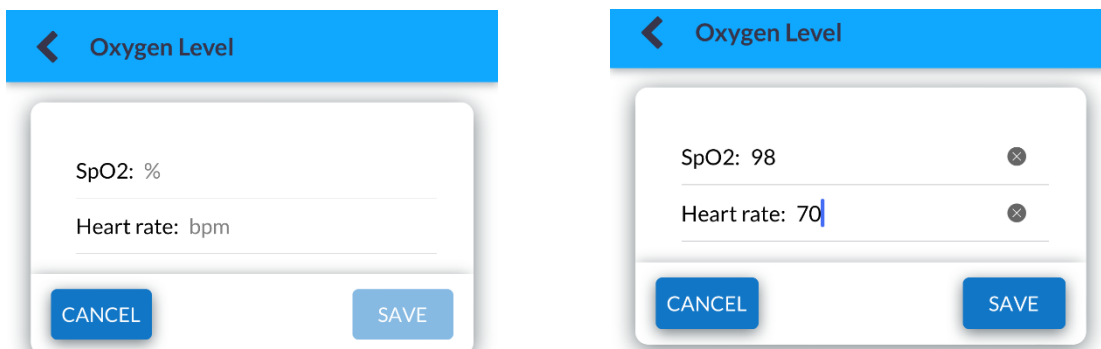 Oxygen Level
SpO2: %
Heart rate: bpm
CANCEL SAVE
Oxygen Level
SpO2: 98
Heart rate: 70
CANCEL SAVE